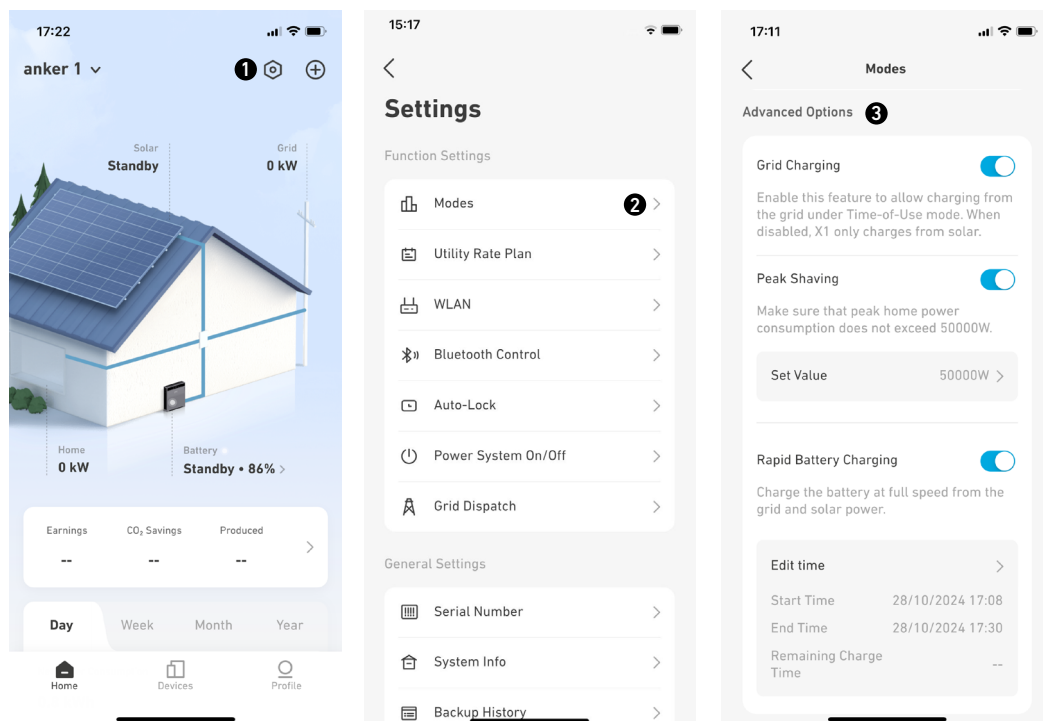 17:22
anker 1
1
Solar
Standby
Grid
0 kW
Home
0 kW
Battery
Standby • 86%
Earnings
--
CO₂ Savings
--
Produced
--
Day
Week
Month
Year
Home
Devices
Profile
15:17
Settings
Function Settings
Modes
2
Utility Rate Plan
WLAN
Bluetooth Control
Auto-Lock
Power System On/Off
Grid Dispatch
General Settings
Serial Number
System Info
Backup History
17:11
Modes
Advanced Options 3
Grid Charging
Enable this feature to allow charging from
the grid under Time-of-Use mode. When
disabled, X1 only charges from solar.
Peak Shaving
Make sure that peak home power
consumption does not exceed 50000W.
Set Value 50000W
Rapid Battery Charging
Charge the battery at full speed from the
grid and solar power.
Edit time
Start Time 28/10/2024 17:08
End Time 28/10/2024 17:30
Remaining Charge
Time --